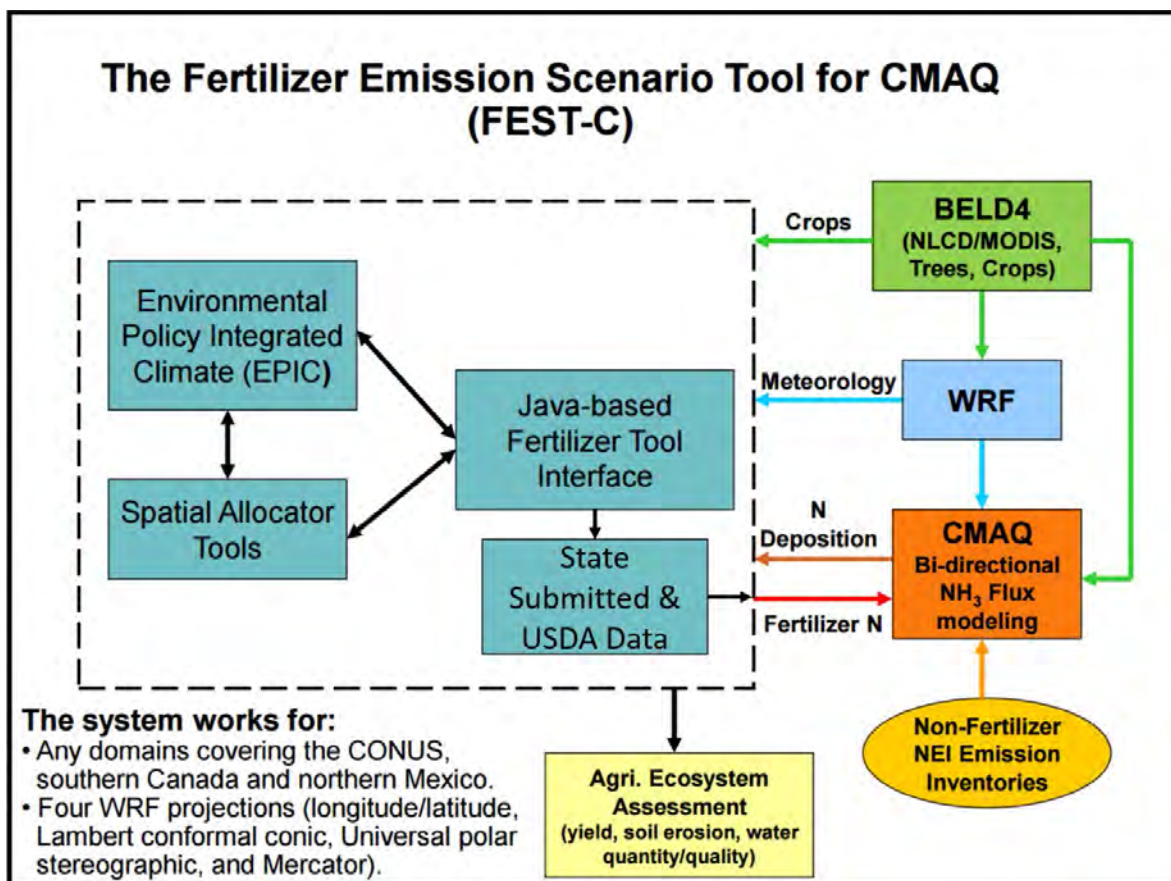 The Fertilizer Emission Scenario Tool for CMAQ
(FEST-C)
Crops
BELD4
(NLCD/MODIS,
Trees, Crops)
Environmental
Policy Integrated
Climate (EPIC)
Java-based
Fertilizer Tool
Interface
Meteorology
WRF
Spatial Allocator
Tools
N
Deposition
CMAQ
Bi-directional
NH3 Flux
modeling
State
Submitted &
USDA Data
Fertilizer N
The system works for:
• Any domains covering the CONUS,
southern Canada and northern Mexico.
• Four WRF projections (longitude/latitude,
Lambert conformal conic, Universal polar
stereographic, and Mercator).
Agri. Ecosystem
Assessment
(yield, soil erosion, water
quantity/quality)
Non-Fertilizer
NEI Emission
Inventories